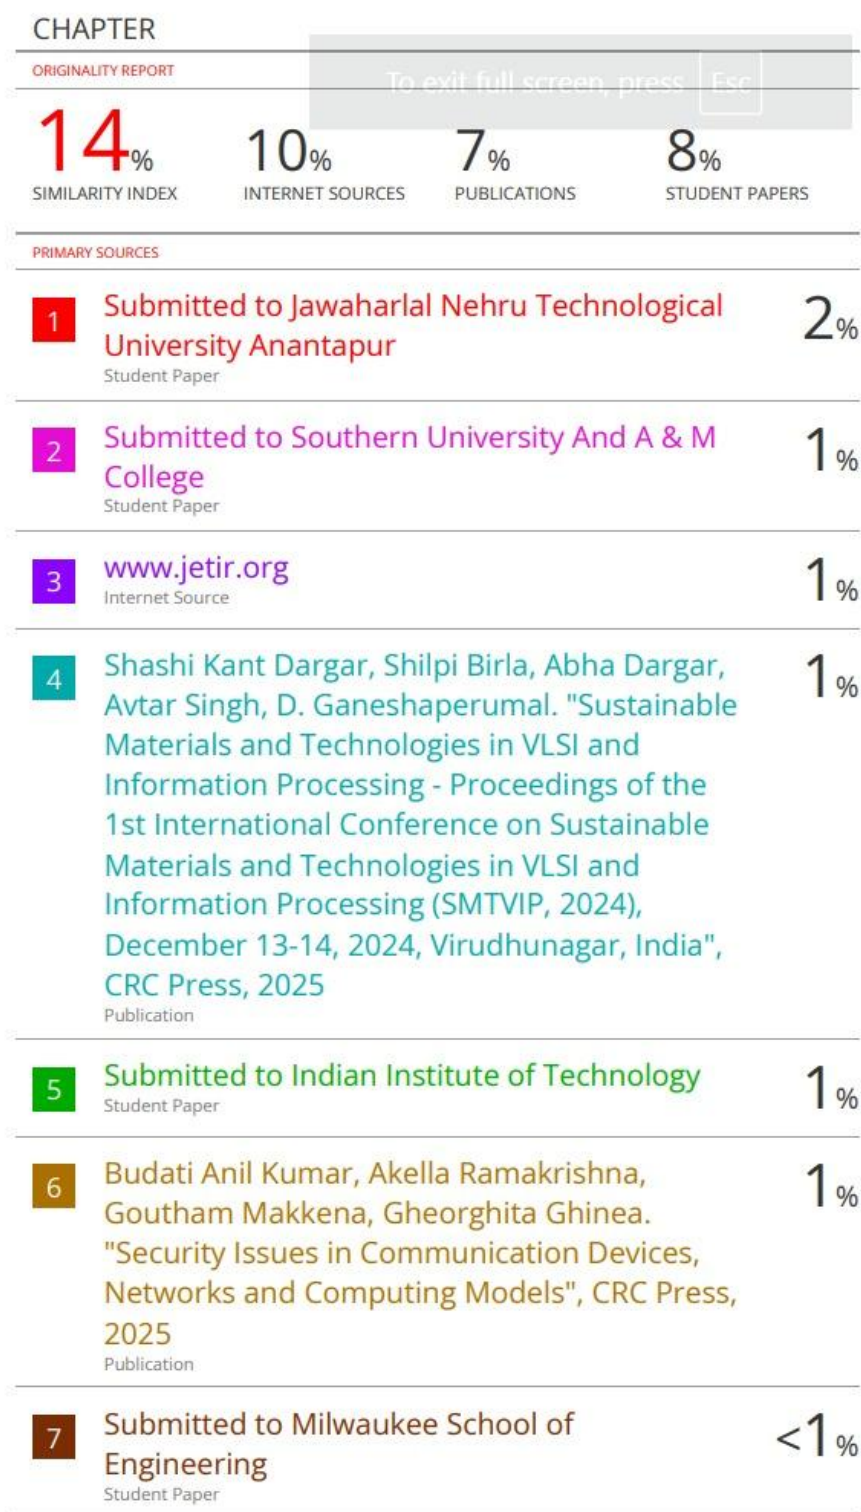 CHAPTER
ORIGINALITY REPORT
To exit full screen, press Esc
14%
SIMILARITY INDEX
10%
INTERNET SOURCES
7%
PUBLICATIONS
8%
STUDENT PAPERS
PRIMARY SOURCES
1
Submitted to Jawaharlal Nehru Technological
University Anantapur
Student Paper
2%
2
Submitted to Southern University And A & M
College
Student Paper
1%
3
www.jetir.org
Internet Source
1%
4
Shashi Kant Dargar, Shilpi Birla, Abha Dargar,
Avtar Singh, D. Ganeshaperumal. "Sustainable
Materials and Technologies in VLSI and
Information Processing - Proceedings of the
1st International Conference on Sustainable
Materials and Technologies in VLSI and
Information Processing (SMTVIP, 2024),
December 13-14, 2024, Virudhunagar, India",
CRC Press, 2025
Publication
1%
5
Submitted to Indian Institute of Technology
Student Paper
1%
6
Budati Anil Kumar, Akella Ramakrishna,
Goutham Makkena, Gheorghita Ghinea.
"Security Issues in Communication Devices,
Networks and Computing Models", CRC Press,
2025
Publication
1%
7
Submitted to Milwaukee School of
Engineering
Student Paper
<1%